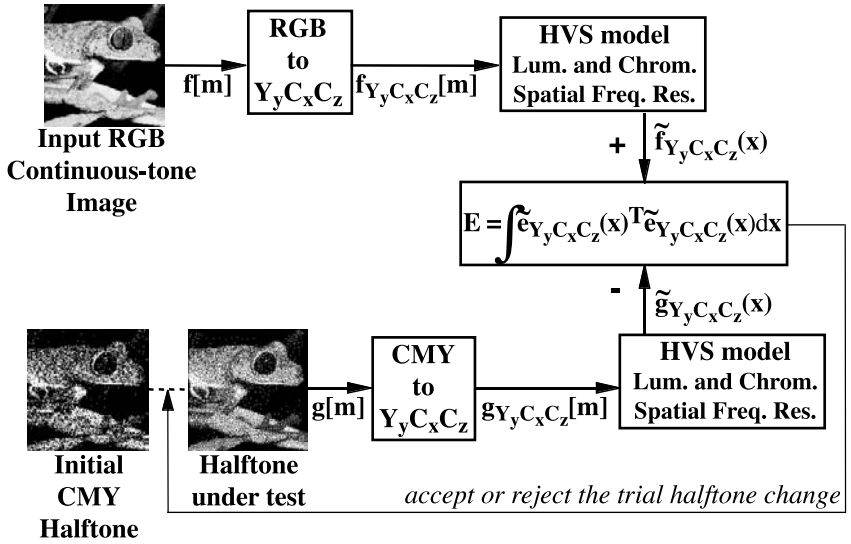 Input RGB
Continuous-tone
Image
f[m]
RGB
to
YyCxCz
fYyCxCz[m]
HVS model
Lum. and Chrom.
Spatial Freq. Res.
+
f̃YyCxCz(x)
E = ∫ẽYyCxCz(x)ᵀẽYyCxCz(x)dx
-
g̃YyCxCz(x)
Initial
CMY
Halftone
Halftone
under test
g[m]
CMY
to
YyCxCz
gYyCxCz[m]
HVS model
Lum. and Chrom.
Spatial Freq. Res.
accept or reject the trial halftone change